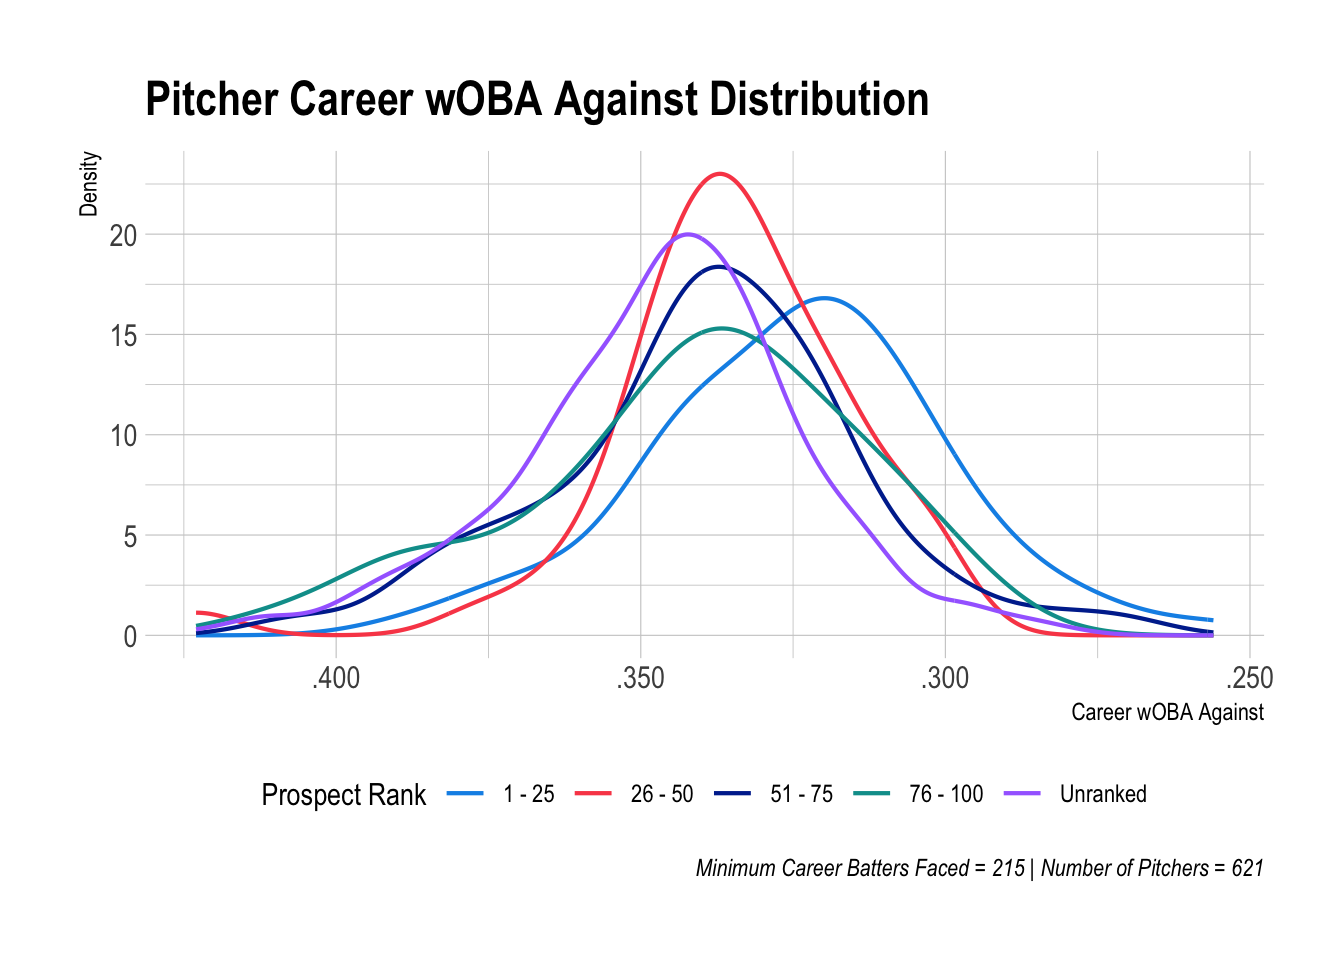 Pitcher Career wOBA Against Distribution
Density
20
15
10
5
0
.400 .350 .300 .250
Career wOBA Against
Prospect Rank 1 - 25 26 - 50 51 - 75 76 - 100 Unranked
Minimum Career Batters Faced = 215 | Number of Pitchers = 621